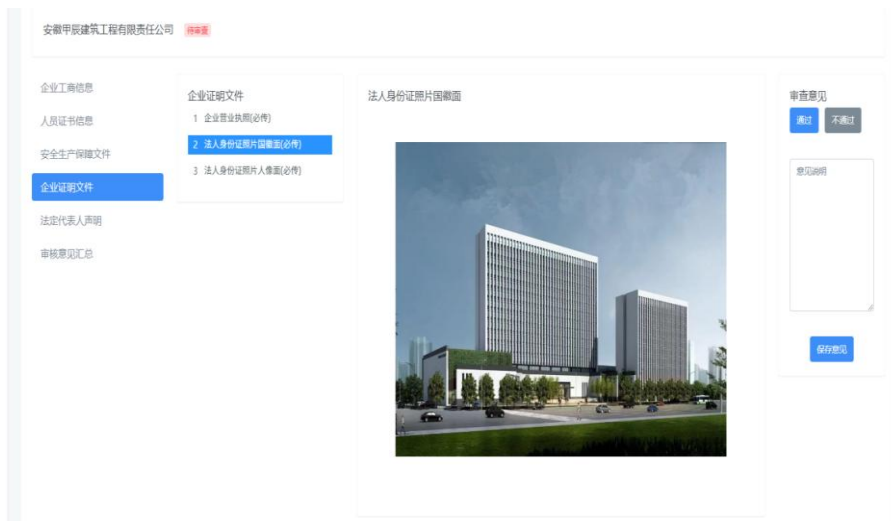 安徽甲辰建筑工程有限责任公司 待审查
企业工商信息
人员证书信息
安全生产保障文件
企业证明文件
法定代表人声明
审核意见汇总
企业证明文件
1 企业营业执照(必传)
2 法人身份证照片国徽面(必传)
3 法人身份证照片人像面(必传)
法人身份证照片国徽面
审查意见
通过 不通过
意见说明
保存意见